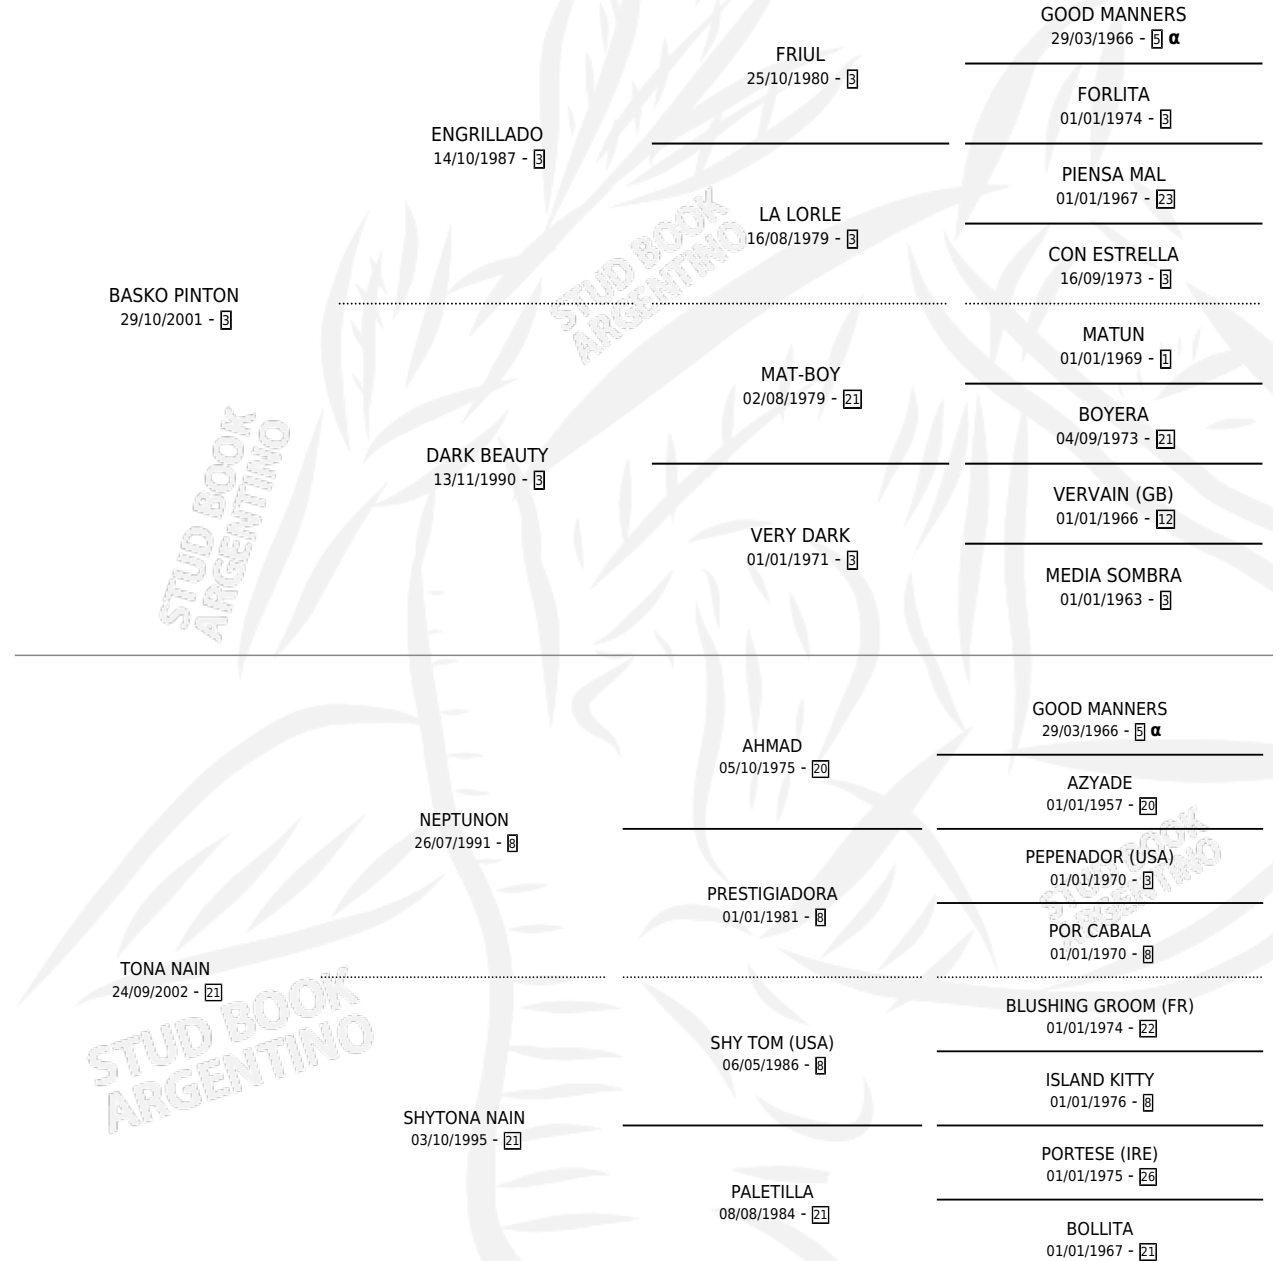 GOOD MANNERS
29/03/1966 - 5 α
FRIUL
25/10/1980 - 3
FORLITA
01/01/1974 - 3
ENGRILLADO
14/10/1987 - 3
PIENSA MAL
01/01/1967 - 23
LA LORLE
16/08/1979 - 3
CON ESTRELLA
16/09/1973 - 3
BASKO PINTON
29/10/2001 - 3
MATUN
01/01/1969 - 1
MAT-BOY
02/08/1979 - 21
BOYERA
04/09/1973 - 21
DARK BEAUTY
13/11/1990 - 3
VERVAIN (GB)
01/01/1966 - 12
VERY DARK
01/01/1971 - 3
MEDIA SOMBRA
01/01/1963 - 3
GOOD MANNERS
29/03/1966 - 5 α
AHMAD
05/10/1975 - 20
AZYADE
01/01/1957 - 20
NEPTUNON
26/07/1991 - 8
PEPENADOR (USA)
01/01/1970 - 3
PRESTIGIADORA
01/01/1981 - 8
POR CABALA
01/01/1970 - 8
TONA NAIN
24/09/2002 - 21
BLUSHING GROOM (FR)
01/01/1974 - 22
SHY TOM (USA)
06/05/1986 - 8
ISLAND KITTY
01/01/1976 - 8
SHYTONA NAIN
03/10/1995 - 21
PORTESE (IRE)
01/01/1975 - 26
PALETILLA
08/08/1984 - 21
BOLLITA
01/01/1967 - 21
STUD BOOK
ARGENTINO
STUD BOOK
ARGENTINO
STUD BOOK
ARGENTINO
STUD BOOK
ARGENTINO